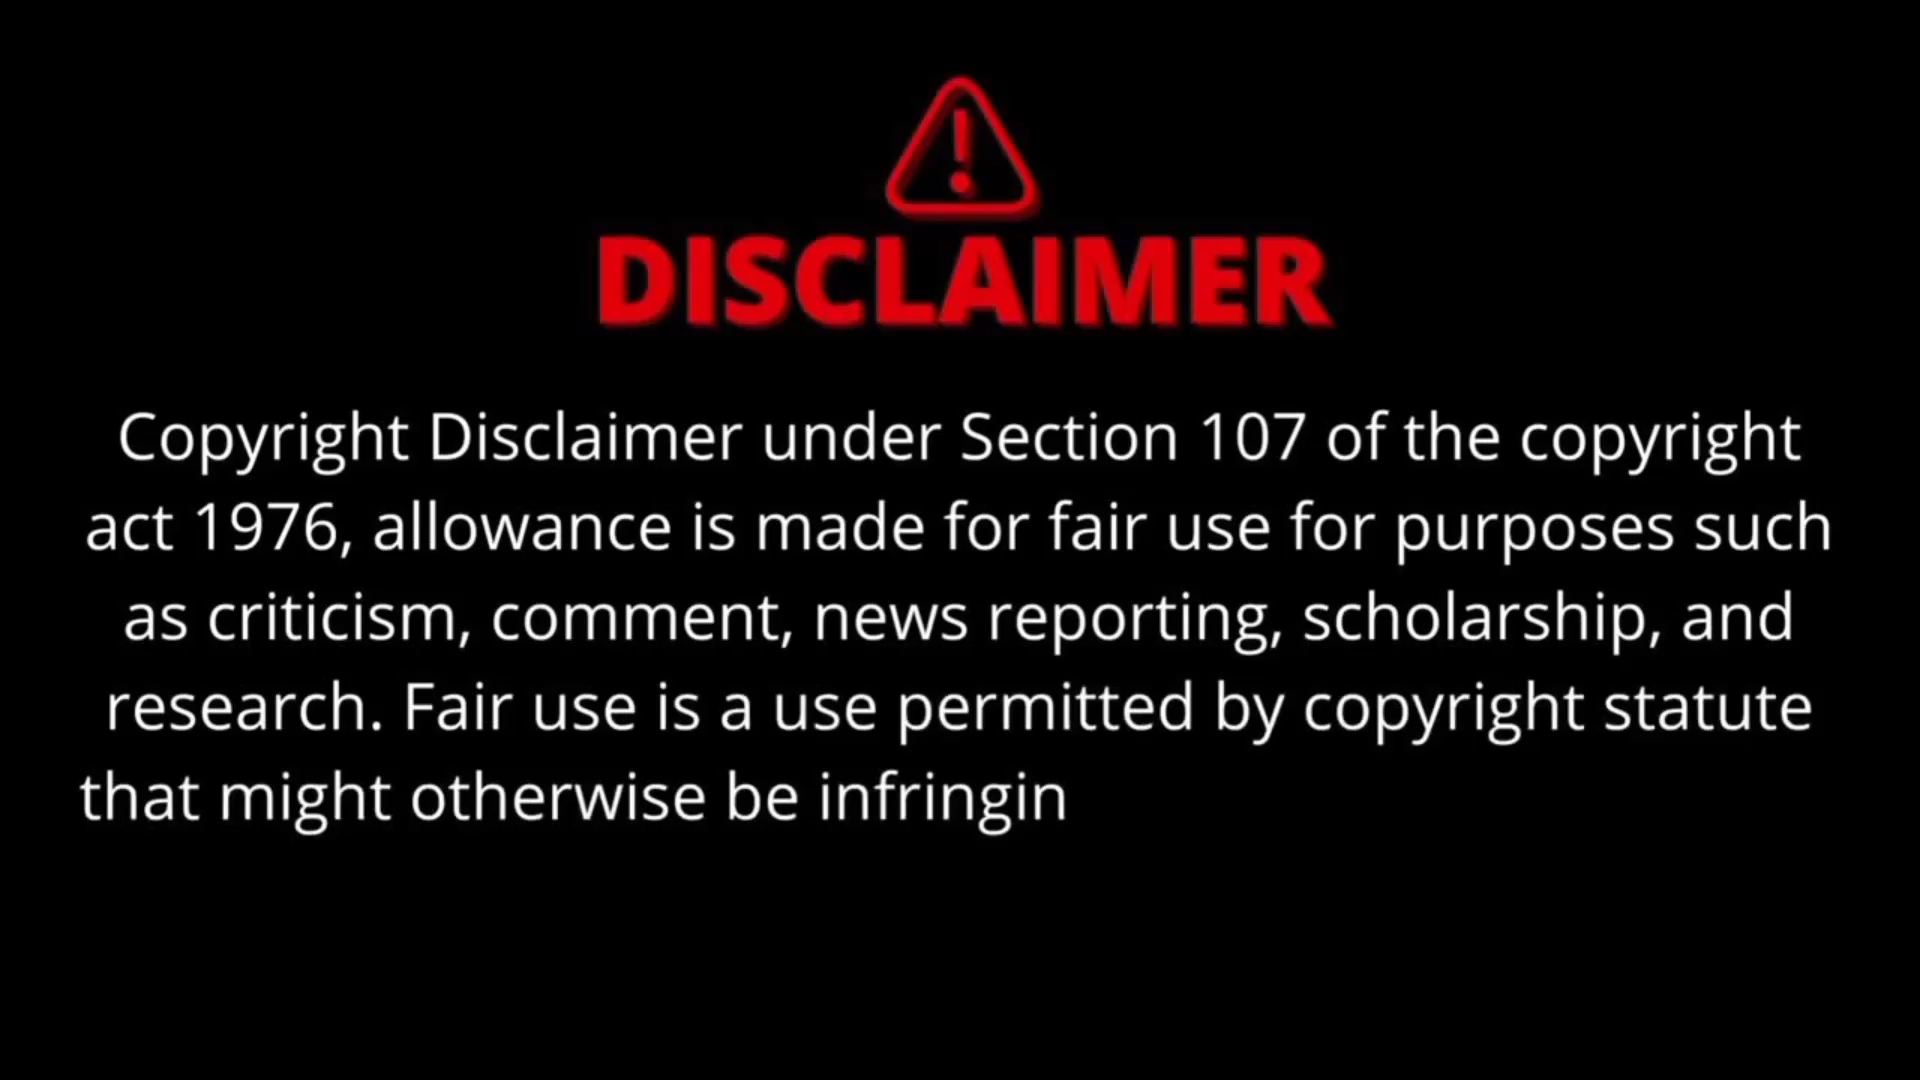 DISCLAIMER
Copyright Disclaimer under Section 107 of the copyright
act 1976, allowance is made for fair use for purposes such
as criticism, comment, news reporting, scholarship, and
research. Fair use is a use permitted by copyright statute
that might otherwise be infringin